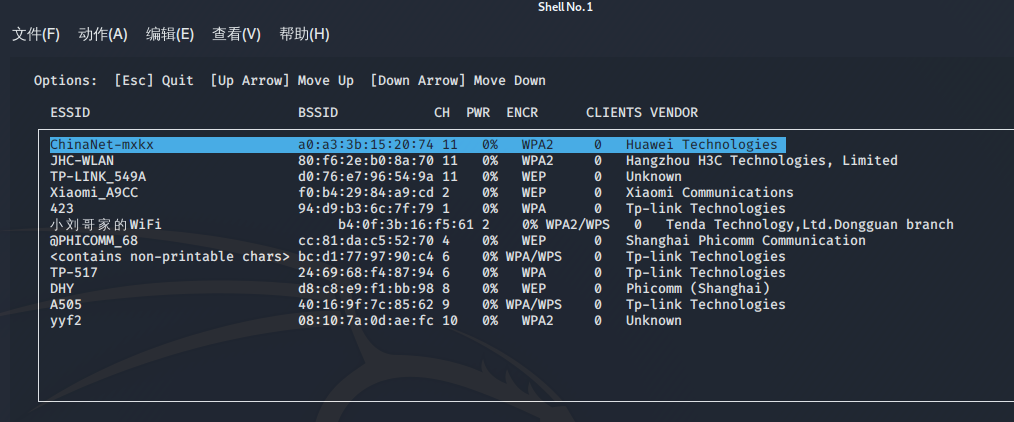 Shell No. 1
文件(F) 动作(A) 编辑(E) 查看(V) 帮助(H)
Options: [Esc] Quit [Up Arrow] Move Up [Down Arrow] Move Down
ESSID BSSID CH PWR ENCR CLIENTS VENDOR
ChinaNet-mxkx a0:a3:3b:15:20:74 11 0% WPA2 0 Huawei Technologies
JHC-WLAN 80:f6:2e:b0:8a:70 11 0% WPA2 0 Hangzhou H3C Technologies, Limited
TP-LINK_549A d0:76:e7:96:54:9a 11 0% WEP 0 Unknown
Xiaomi_A9CC f0:b4:29:84:a9:cd 2 0% WEP 0 Xiaomi Communications
423 94:d9:b3:6c:7f:79 1 0% WPA 0 Tp-link Technologies
小刘哥家的WiFi b4:0f:3b:16:f5:61 2 0% WPA2/WPS 0 Tenda Technology,Ltd.Dongguan branch
@PHICOMM_68 cc:81:da:c5:52:70 4 0% WEP 0 Shanghai Phicomm Communication
<contains non-printable chars> bc:d1:77:97:90:c4 6 0% WPA/WPS 0 Tp-link Technologies
TP-517 24:69:68:f4:87:94 6 0% WPA 0 Tp-link Technologies
DHY d8:c8:e9:f1:bb:98 8 0% WEP 0 Phicomm (Shanghai)
A505 40:16:9f:7c:85:62 9 0% WPA/WPS 0 Tp-link Technologies
yyf2 08:10:7a:0d:ae:fc 10 0% WPA2 0 Unknown